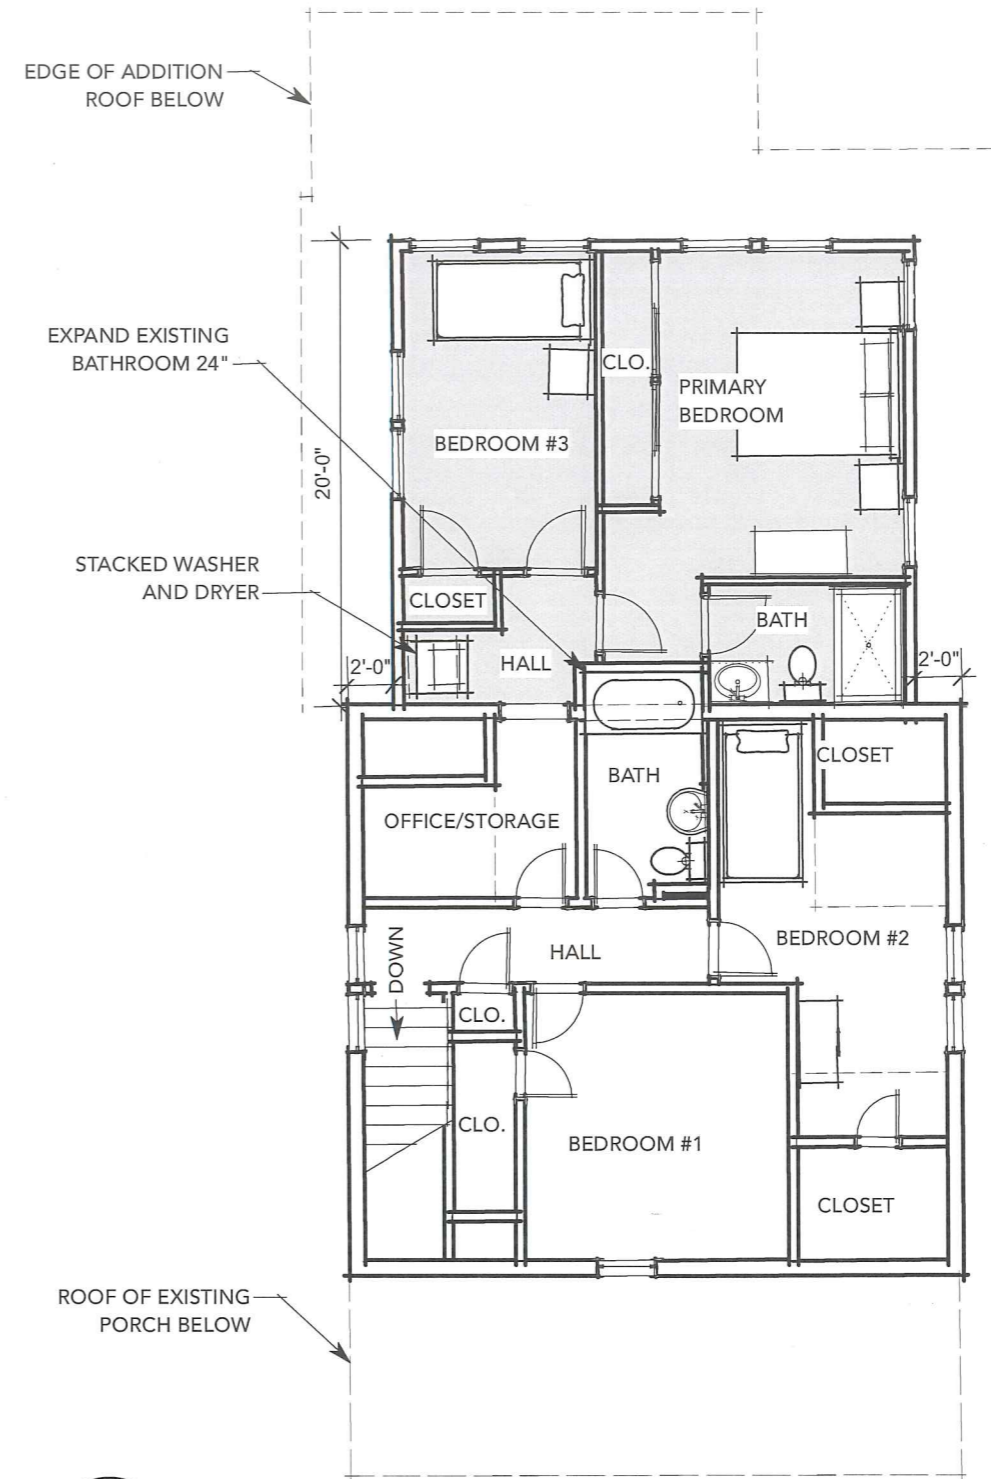 EDGE OF ADDITION
ROOF BELOW
EXPAND EXISTING
BATHROOM 24"
CLO.
PRIMARY
BEDROOM
BEDROOM #3
20'-0"
STACKED WASHER
AND DRYER
CLOSET
BATH
HALL
2'-0"
2'-0"
CLOSET
BATH
OFFICE/STORAGE
DOWN
HALL
BEDROOM #2
CLO.
CLO.
BEDROOM #1
CLOSET
ROOF OF EXISTING
PORCH BELOW